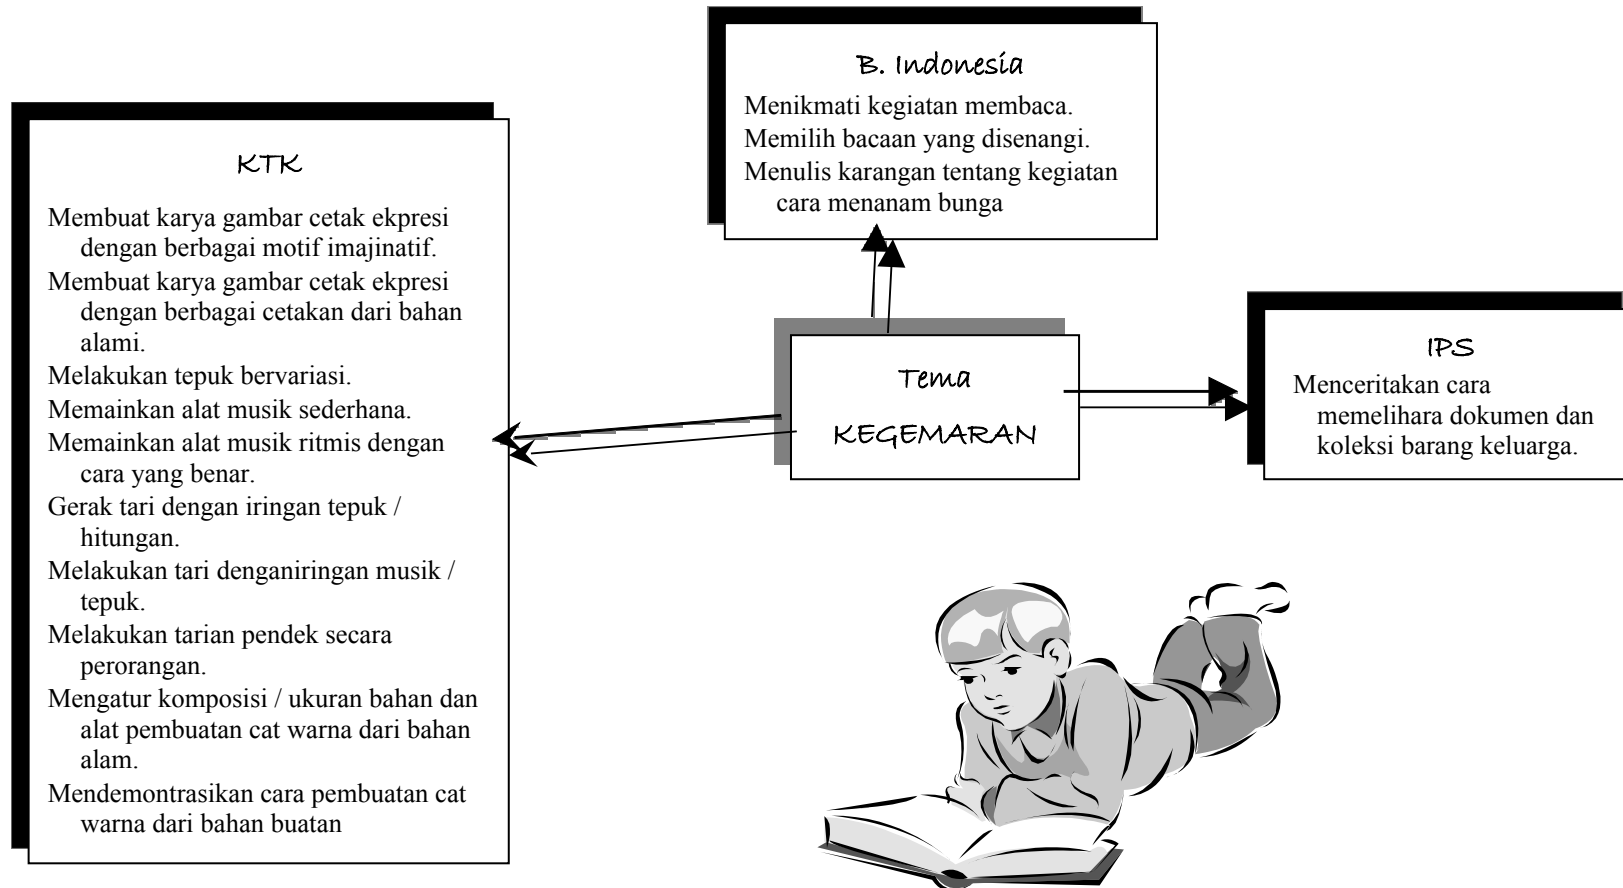 B. Indonesia
Menikmati kegiatan membaca.
Memilih bacaan yang disenangi.
Menulis karangan tentang kegiatan
cara menanam bunga
KTK
Membuat karya gambar cetak ekpresi
dengan berbagai motif imajinatif.
Membuat karya gambar cetak ekpresi
dengan berbagai cetakan dari bahan
alami.
Melakukan tepuk bervariasi.
Memainkan alat musik sederhana.
Memainkan alat musik ritmis dengan
cara yang benar.
Gerak tari dengan iringan tepuk /
hitungan.
Melakukan tari denganiringan musik /
tepuk.
Melakukan tarian pendek secara
perorangan.
Mengatur komposisi / ukuran bahan dan
alat pembuatan cat warna dari bahan
alam.
Mendemontrasikan cara pembuatan cat
warna dari bahan buatan
Tema
KEGEMARAN
IPS
Menceritakan cara
memelihara dokumen dan
koleksi barang keluarga.